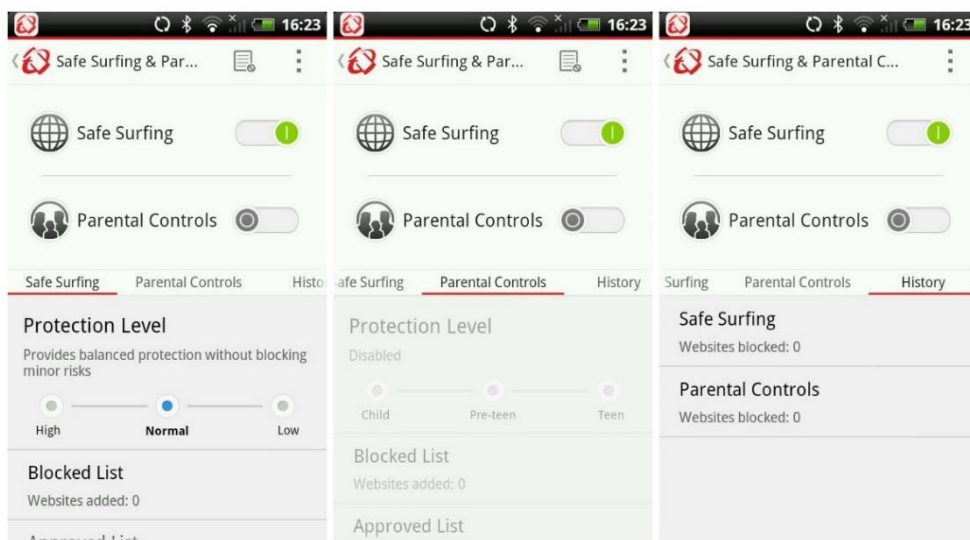 16:23
Safe Surfing & Par...
Safe Surfing
Parental Controls
Safe Surfing Parental Controls Histo
Protection Level
Provides balanced protection without blocking
minor risks
High Normal Low
Blocked List
Websites added: 0
Approved List
16:23
Safe Surfing & Par...
Safe Surfing
Parental Controls
afe Surfing Parental Controls History
Protection Level
Disabled
Child Pre-teen Teen
Blocked List
Websites added: 0
Approved List
16:23
Safe Surfing & Parental C...
Safe Surfing
Parental Controls
Surfing Parental Controls History
Safe Surfing
Websites blocked: 0
Parental Controls
Websites blocked: 0